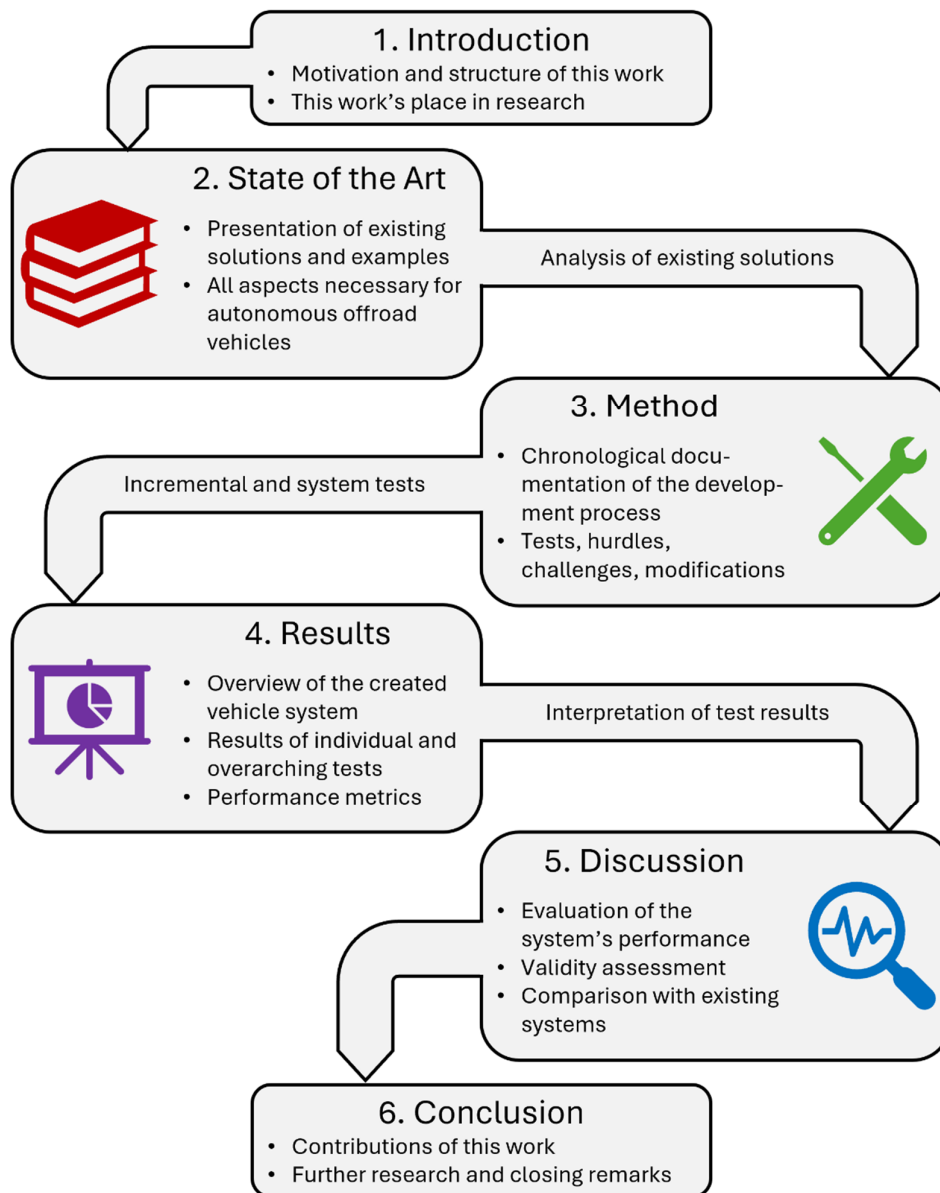 1. Introduction
• Motivation and structure of this work
• This work's place in research
2. State of the Art
• Presentation of existing
solutions and examples
• All aspects necessary for
autonomous offroad
vehicles
Analysis of existing solutions
3. Method
• Chronological docu-
mentation of the develop-
ment process
• Tests, hurdles,
challenges, modifications
Incremental and system tests
4. Results
• Overview of the created
vehicle system
• Results of individual and
overarching tests
• Performance metrics
Interpretation of test results
5. Discussion
• Evaluation of the
system's performance
• Validity assessment
• Comparison with existing
systems
6. Conclusion
• Contributions of this work
• Further research and closing remarks